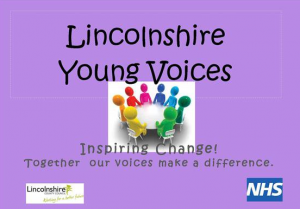 Lincolnshire
Young Voices
Inspiring Change!
Together our voices make a difference.
Lincolnshire
NHS